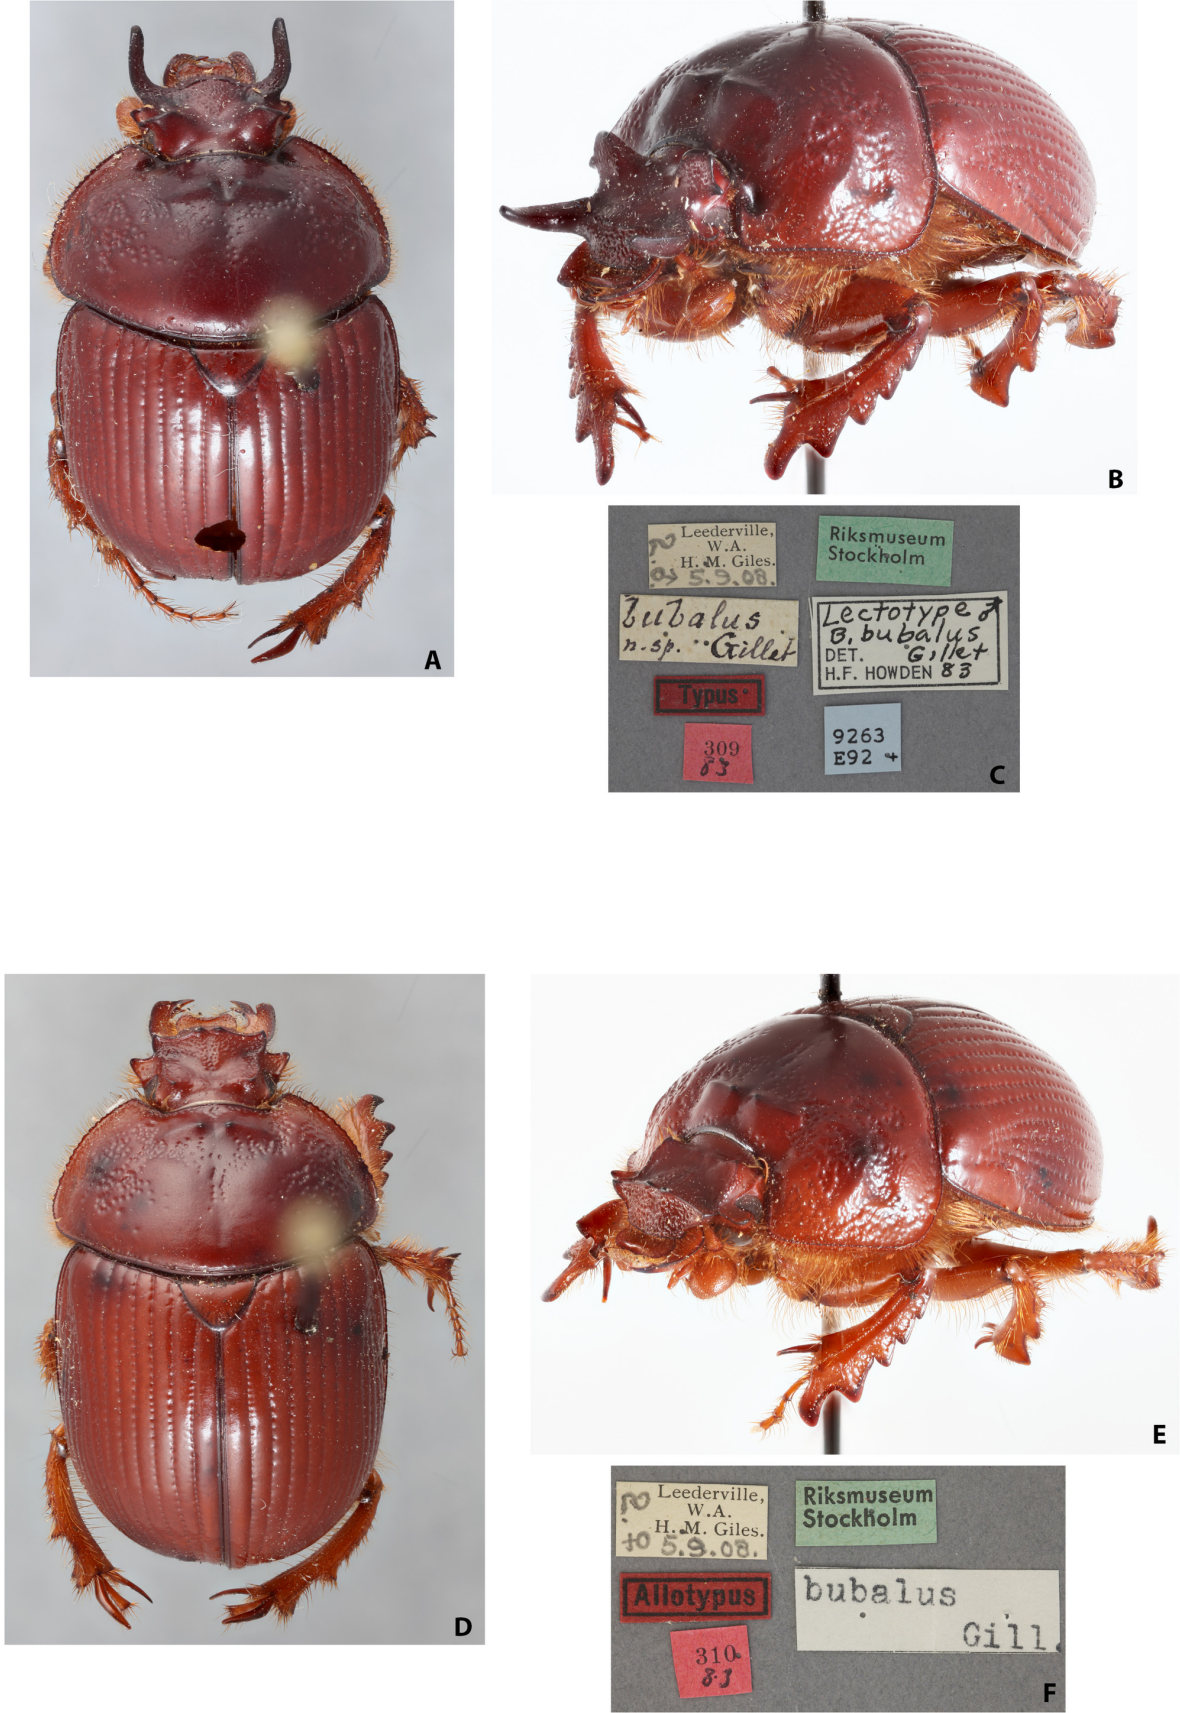 A
B
Leederville,
W.A.
H. M. Giles.
5.9.08.
Riksmuseum
Stockholm
bubalus
n. sp. Gillet
Lectotype ♂
B. bubalus
Gillet
DET.
H.F. HOWDEN 83
Typus
309
83
9263
E92 +
C
D
E
Leederville,
W.A.
H. M. Giles.
5.9.08.
Riksmuseum
Stockholm
Allotypus
bubalus
Gill.
310
83
F